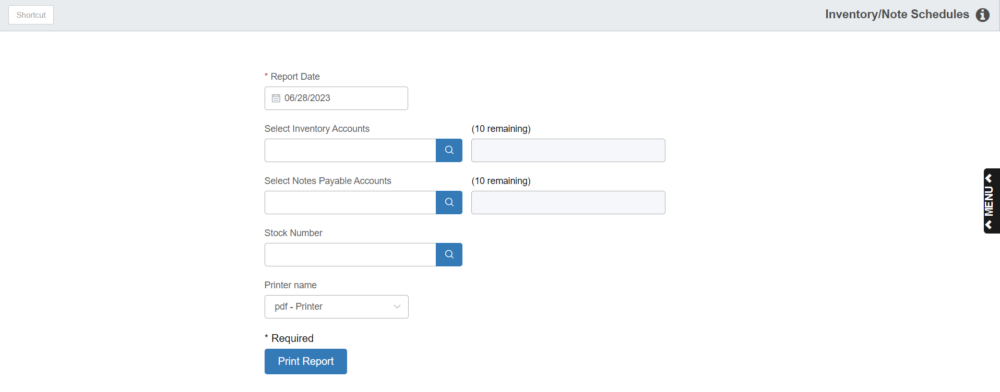 Shortcut
Inventory/Note Schedules
* Report Date
06/28/2023
Select Inventory Accounts
(10 remaining)
Select Notes Payable Accounts
(10 remaining)
MENU
Stock Number
Printer name
pdf - Printer
* Required
Print Report